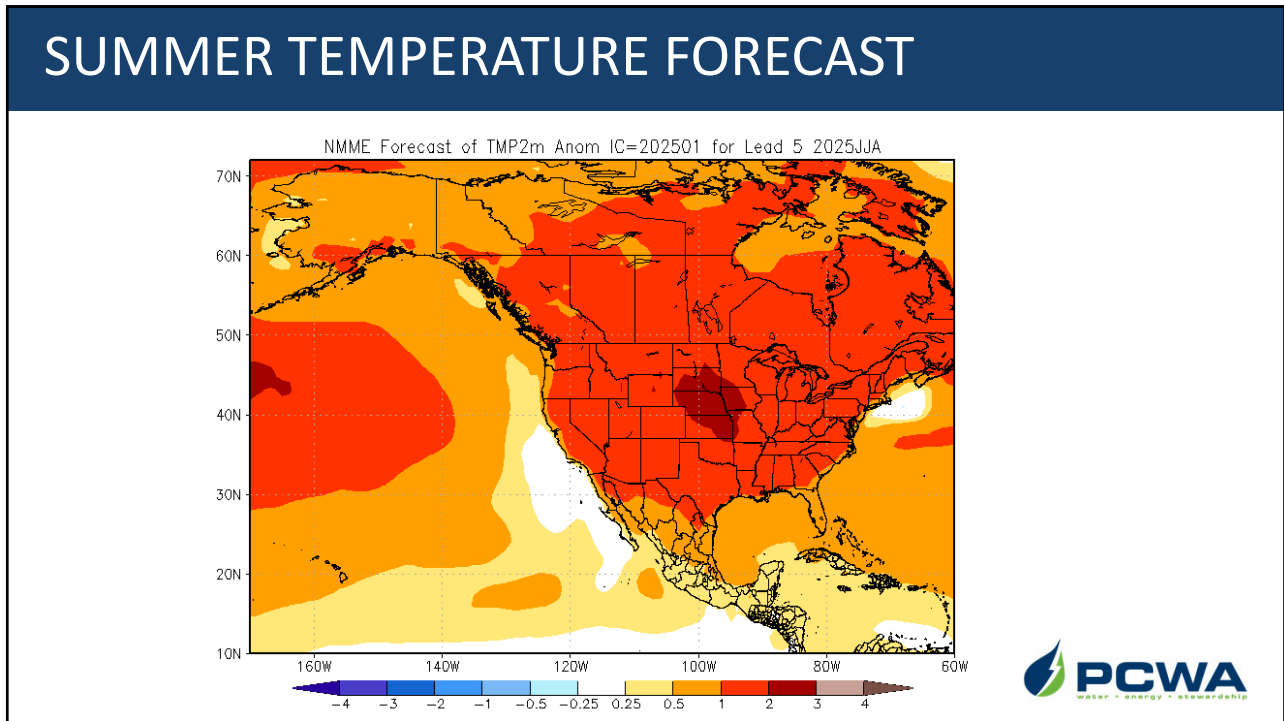 SUMMER TEMPERATURE FORECAST
NMME Forecast of TMP2m Anom IC=202501 for Lead 5 2025JJA
70N
60N
50N
40N
30N
20N
10N
160W 140W 120W 100W 80W 60W
-4 -3 -2 -1 -0.5 -0.25 0.25 0.5 1 2 3 4
PCWA
water • energy • stewardship